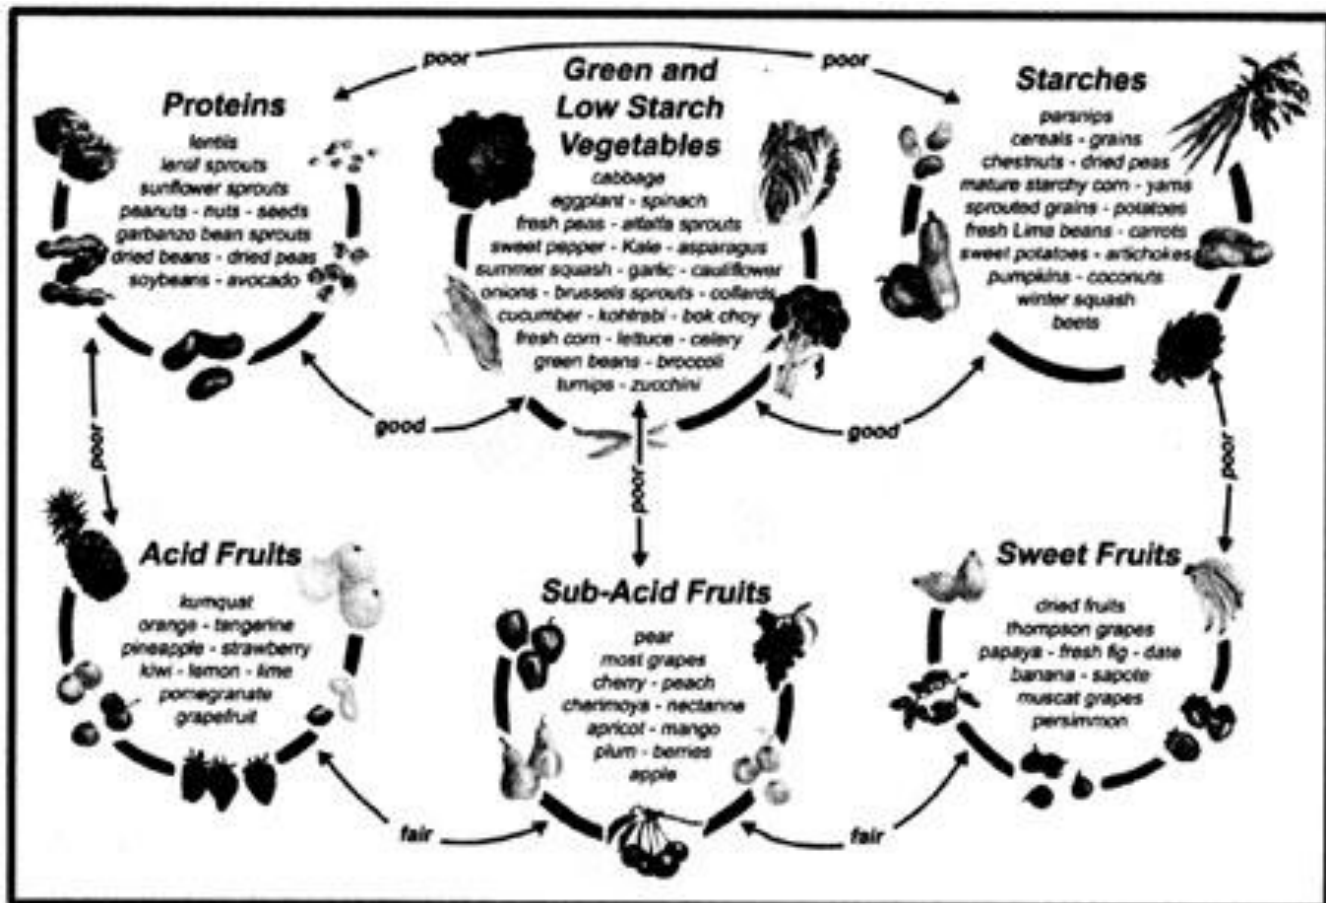 poor
poor
Proteins
lentils
lentil sprouts
sunflower sprouts
peanuts - nuts - seeds
garbanzo bean sprouts
dried beans - dried peas
soybeans - avocado
Green and
Low Starch
Vegetables
cabbage
eggplant - spinach
fresh peas - alfalfa sprouts
sweet pepper - Kale - asparagus
summer squash - garlic - cauliflower
onions - brussels sprouts - collards
cucumber - kohlrabi - bok choy
fresh corn - lettuce - celery
green beans - broccoli
turnips - zucchini
Starches
parsnips
cereals - grains
chestnuts - dried peas
mature starchy corn - yams
sprouted grains - potatoes
fresh Lima beans - carrots
sweet potatoes - artichokes
pumpkins - coconuts
winter squash
beets
good
good
poor
poor
poor
Acid Fruits
kumquat
orange - tangerine
pineapple - strawberry
kiwi - lemon - lime
pomegranate
grapefruit
Sub-Acid Fruits
pear
most grapes
cherry - peach
cherimoya - nectarine
apricot - mango
plum - berries
apple
Sweet Fruits
dried fruits
thompson grapes
papaya - fresh fig - date
banana - sapote
muscat grapes
persimmon
fair
fair